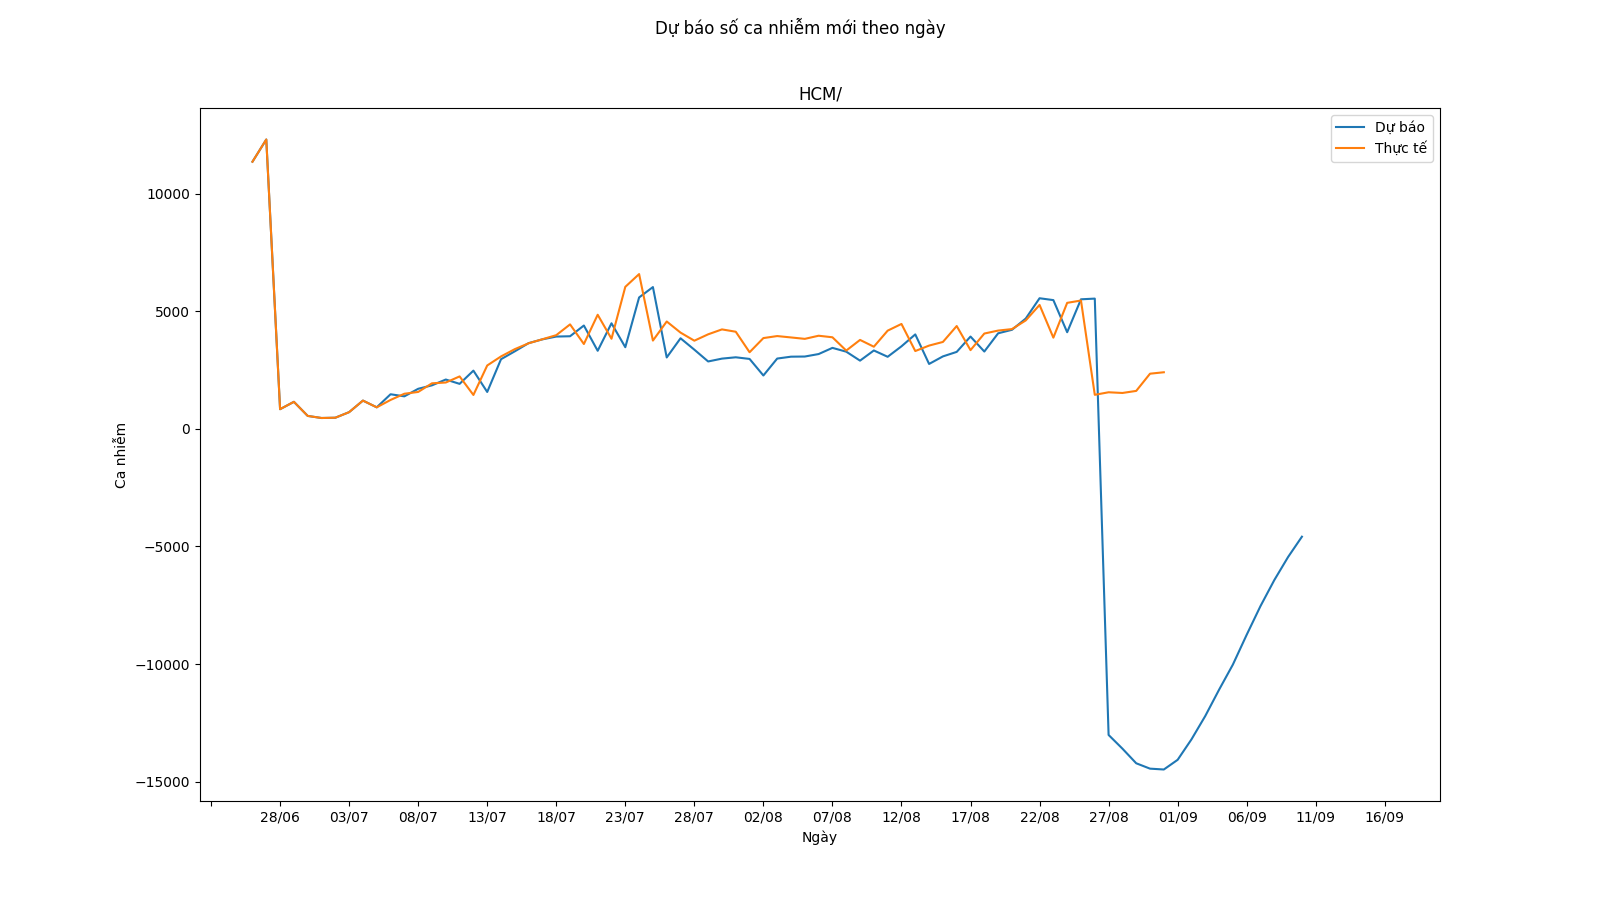 Dự báo số ca nhiễm mới theo ngày
HCM/
Dự báo
Thực tế
Ca nhiễm
10000
5000
0
−5000
−10000
−15000
28/06 03/07 08/07 13/07 18/07 23/07 28/07 02/08 07/08 12/08 17/08 22/08 27/08 01/09 06/09 11/09 16/09
Ngày